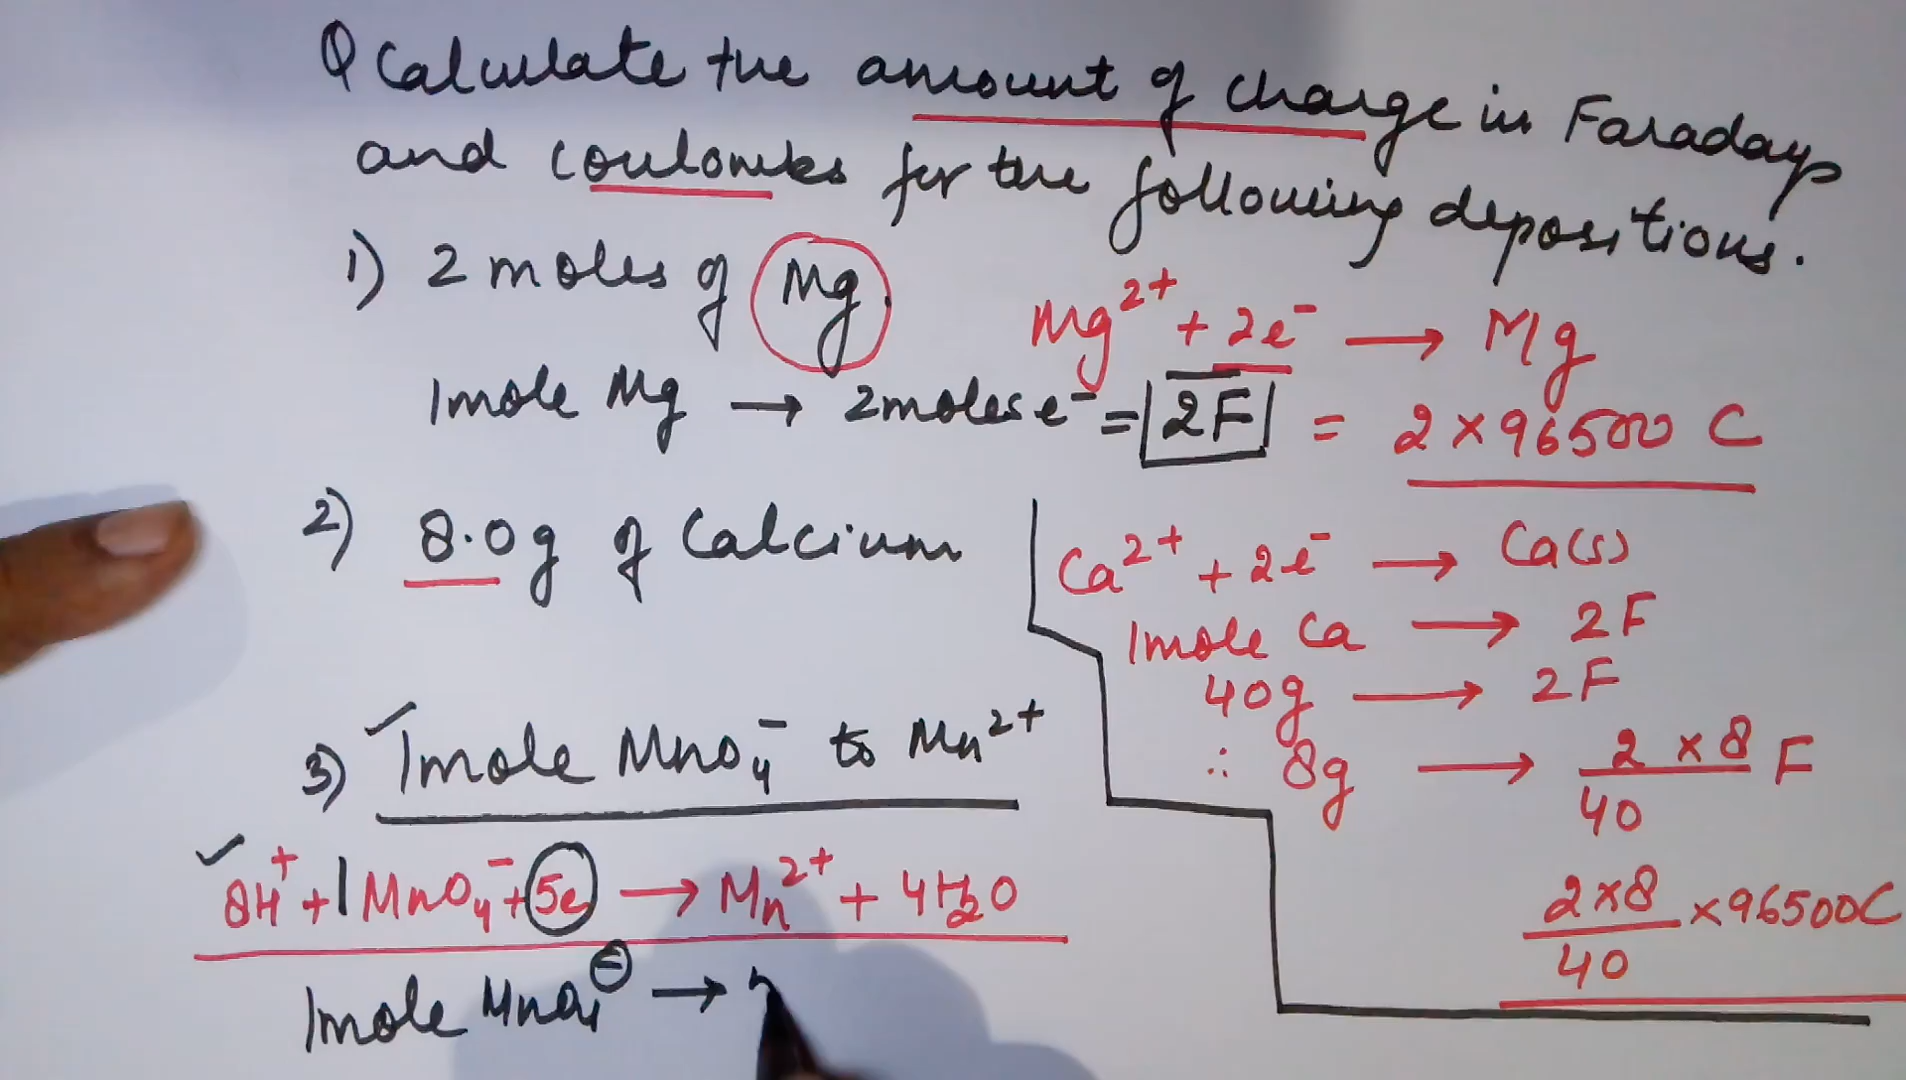 Q Calculate the amount of charge in Faradays
and coulombs for the following depositions.
1) 2 moles of Mg.
Mg²⁺ + 2e⁻ → Mg
1mole Mg → 2moles e⁻ = 2F = 2 × 96500 C
2) 8.0g of Calcium
Ca²⁺ + 2e⁻ → Ca(s)
1mole Ca → 2F
40g → 2F
∴ 8g → 2 × 8 / 40 F
2×8 / 40 × 96500C
3) 1mole MnO₄⁻ to Mn²⁺
✓ 8H⁺ + 1 MnO₄⁻ + 5e → Mn²⁺ + 4H₂O
1mole MnO₄⁻ →